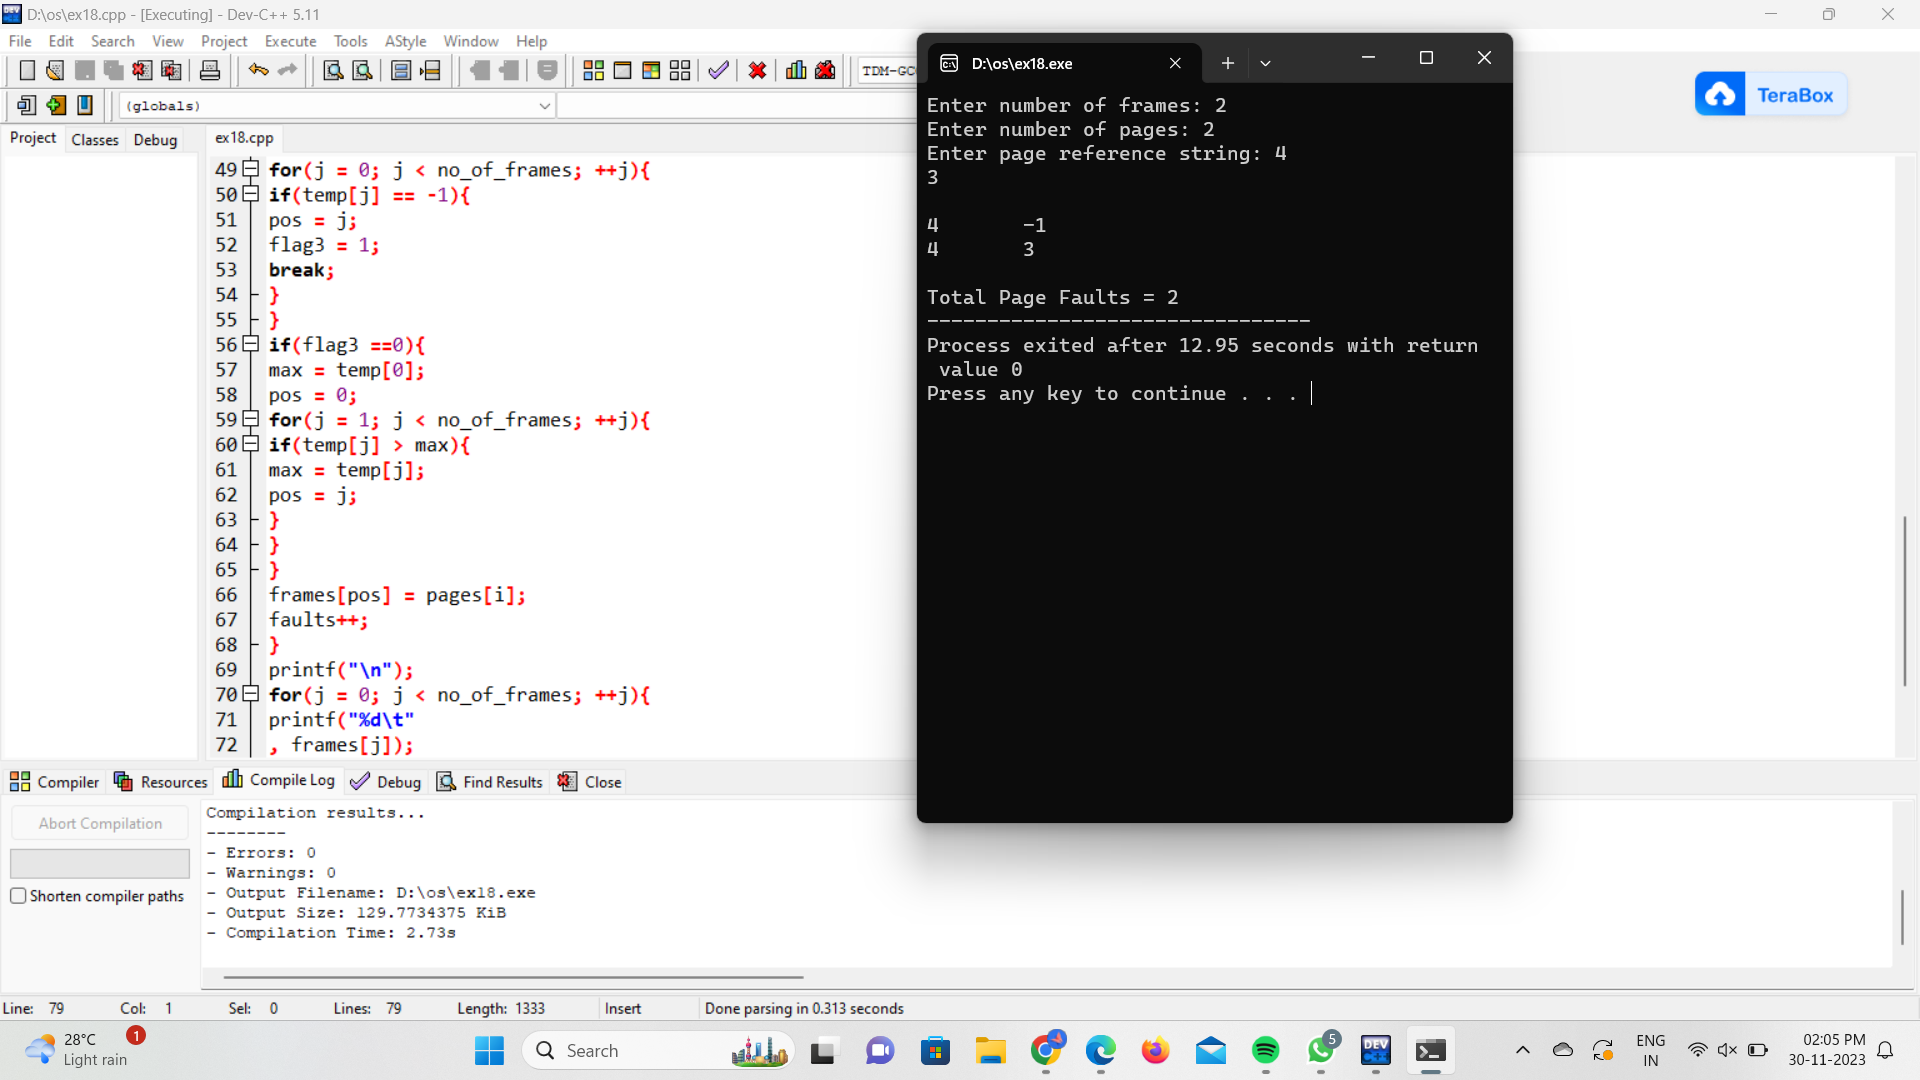 D:\os\ex18.cpp - [Executing] - Dev-C++ 5.11
File Edit Search View Project Execute Tools AStyle Window Help
TDM-GC
(globals)
Project Classes Debug
ex18.cpp
49 for(j = 0; j < no_of_frames; ++j){
50 if(temp[j] == -1){
51 pos = j;
52 flag3 = 1;
53 break;
54 }
55 }
56 if(flag3 ==0){
57 max = temp[0];
58 pos = 0;
59 for(j = 1; j < no_of_frames; ++j){
60 if(temp[j] > max){
61 max = temp[j];
62 pos = j;
63 }
64 }
65 }
66 frames[pos] = pages[i];
67 faults++;
68 }
69 printf("\n");
70 for(j = 0; j < no_of_frames; ++j){
71 printf("%d\t"
72 , frames[j]);
D:\os\ex18.exe
Enter number of frames: 2
Enter number of pages: 2
Enter page reference string: 4
3
4 -1
4 3
Total Page Faults = 2
--------------------------------
Process exited after 12.95 seconds with return
value 0
Press any key to continue . . .
TeraBox
Compiler Resources Compile Log Debug Find Results Close
Abort Compilation
Shorten compiler paths
Compilation results...
--------
- Errors: 0
- Warnings: 0
- Output Filename: D:\os\ex18.exe
- Output Size: 129.7734375 KiB
- Compilation Time: 2.73s
Line: 79 Col: 1 Sel: 0 Lines: 79 Length: 1333 Insert Done parsing in 0.313 seconds
28°C
Light rain
1
Search
5
DEV
C++
ENG
IN
02:05 PM
30-11-2023